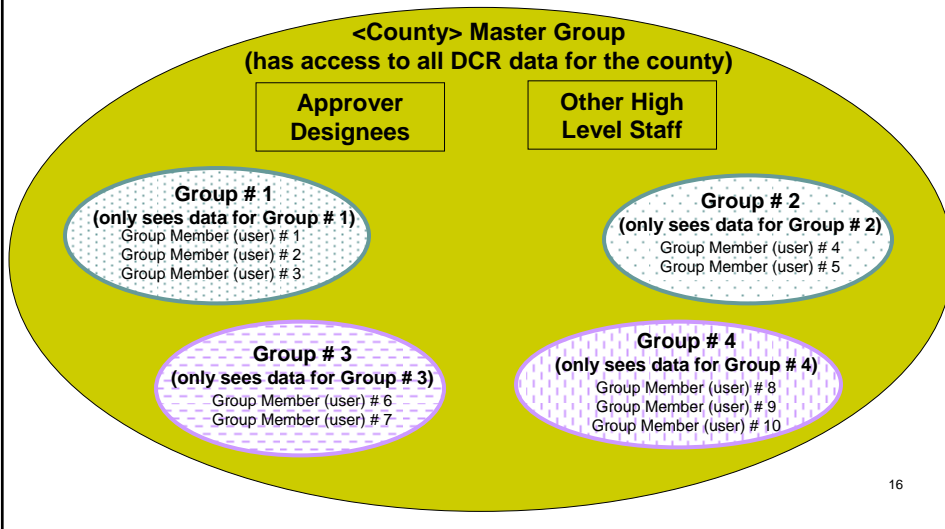 <County> Master Group
(has access to all DCR data for the county)
Approver
Designees
Other High
Level Staff
Group # 1
(only sees data for Group # 1)
Group Member (user) # 1
Group Member (user) # 2
Group Member (user) # 3
Group # 2
(only sees data for Group # 2)
Group Member (user) # 4
Group Member (user) # 5
Group # 3
(only sees data for Group # 3)
Group Member (user) # 6
Group Member (user) # 7
Group # 4
(only sees data for Group # 4)
Group Member (user) # 8
Group Member (user) # 9
Group Member (user) # 10
16